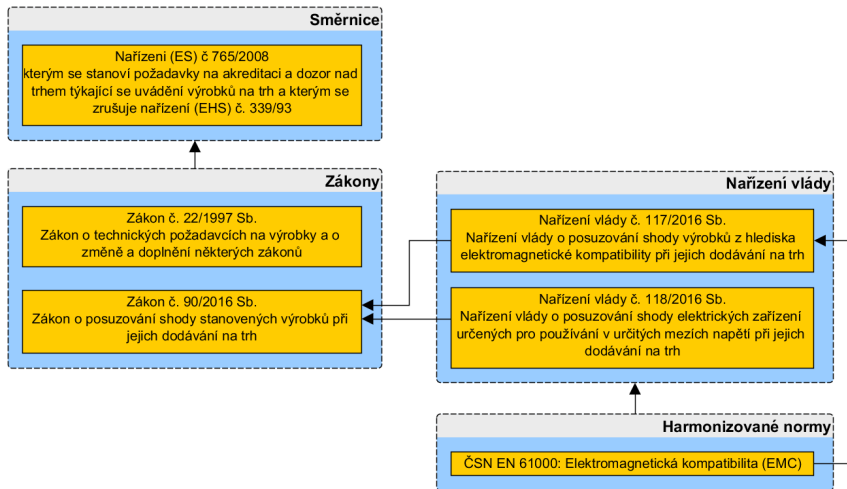 Směrnice
Nařízeni (ES) č 765/2008
kterým se stanoví požadavky na akreditaci a dozor nad
trhem týkající se uvádění výrobků na trh a kterým se
zrušuje nařízení (EHS) č. 339/93
Zákony
Zákon č. 22/1997 Sb.
Zákon o technických požadavcích na výrobky a o
změně a doplnění některých zákonů
Zákon č. 90/2016 Sb.
Zákon o posuzování shody stanovených výrobků při
jejich dodávání na trh
Nařízení vlády
Nařízení vlády č. 117/2016 Sb.
Nařízení vlády o posuzování shody výrobků z hlediska
elektromagnetické kompatibility při jejich dodávání na trh
Nařízení vlády č. 118/2016 Sb.
Nařízení vlády o posuzování shody elektrických zařízení
určených pro používání v určitých mezích napětí při jejich
dodávání na trh
Harmonizované normy
ČSN EN 61000: Elektromagnetická kompatibilita (EMC)